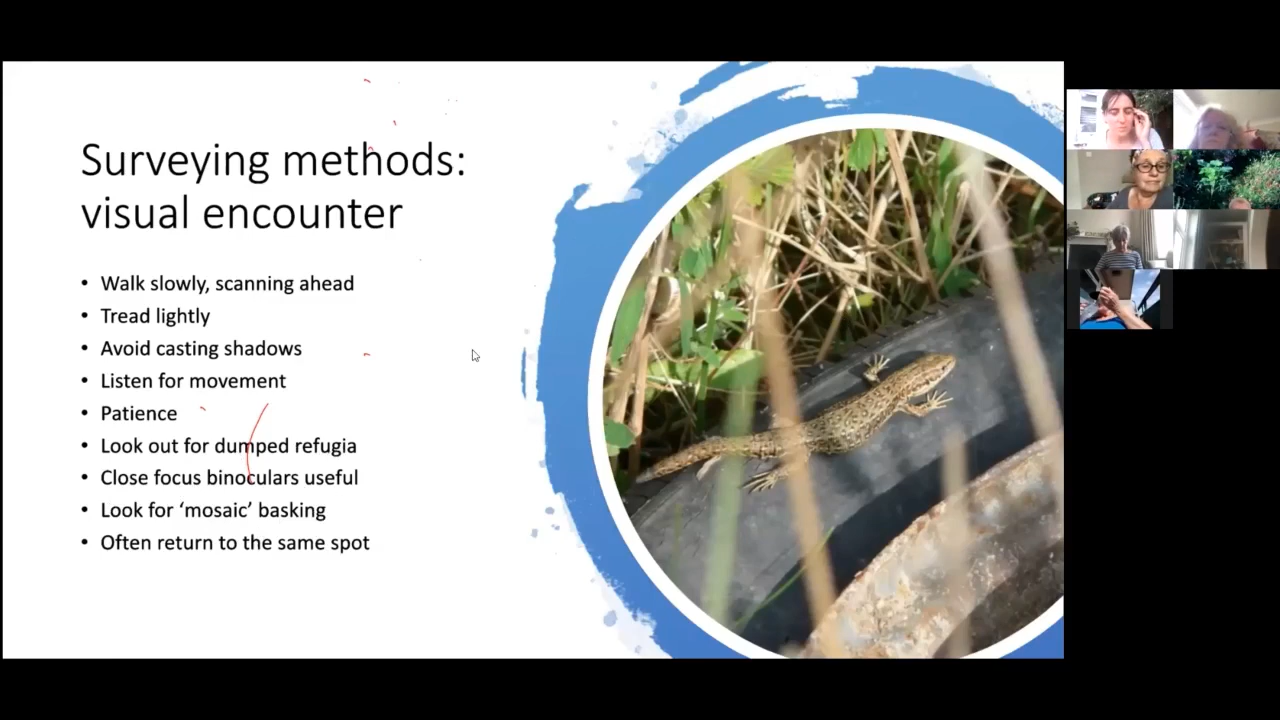 Surveying methods:
visual encounter
• Walk slowly, scanning ahead
• Tread lightly
• Avoid casting shadows
• Listen for movement
• Patience
• Look out for dumped refugia
• Close focus binoculars useful
• Look for ‘mosaic’ basking
• Often return to the same spot